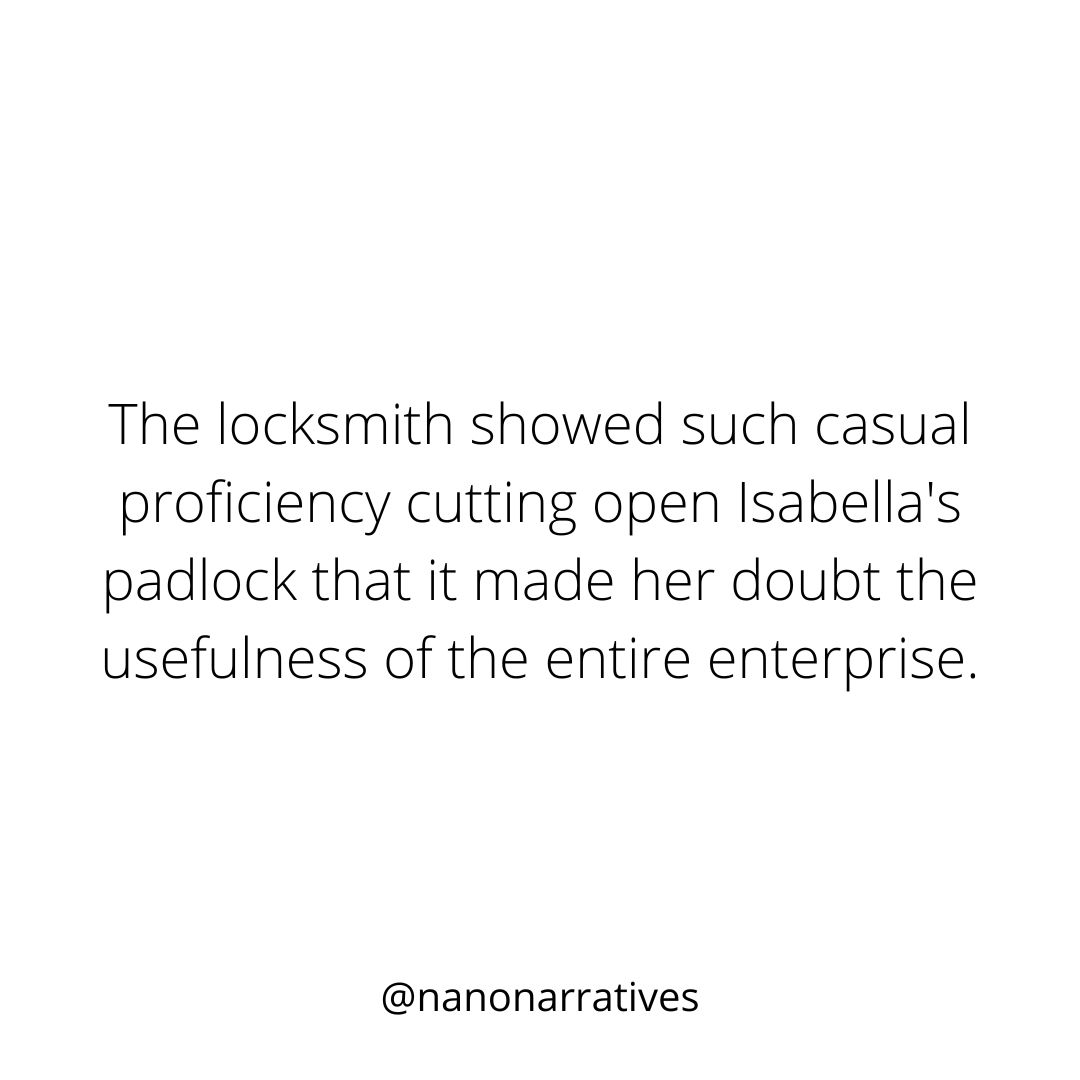 The locksmith showed such casual
proficiency cutting open Isabella's
padlock that it made her doubt the
usefulness of the entire enterprise.
@nanonarratives